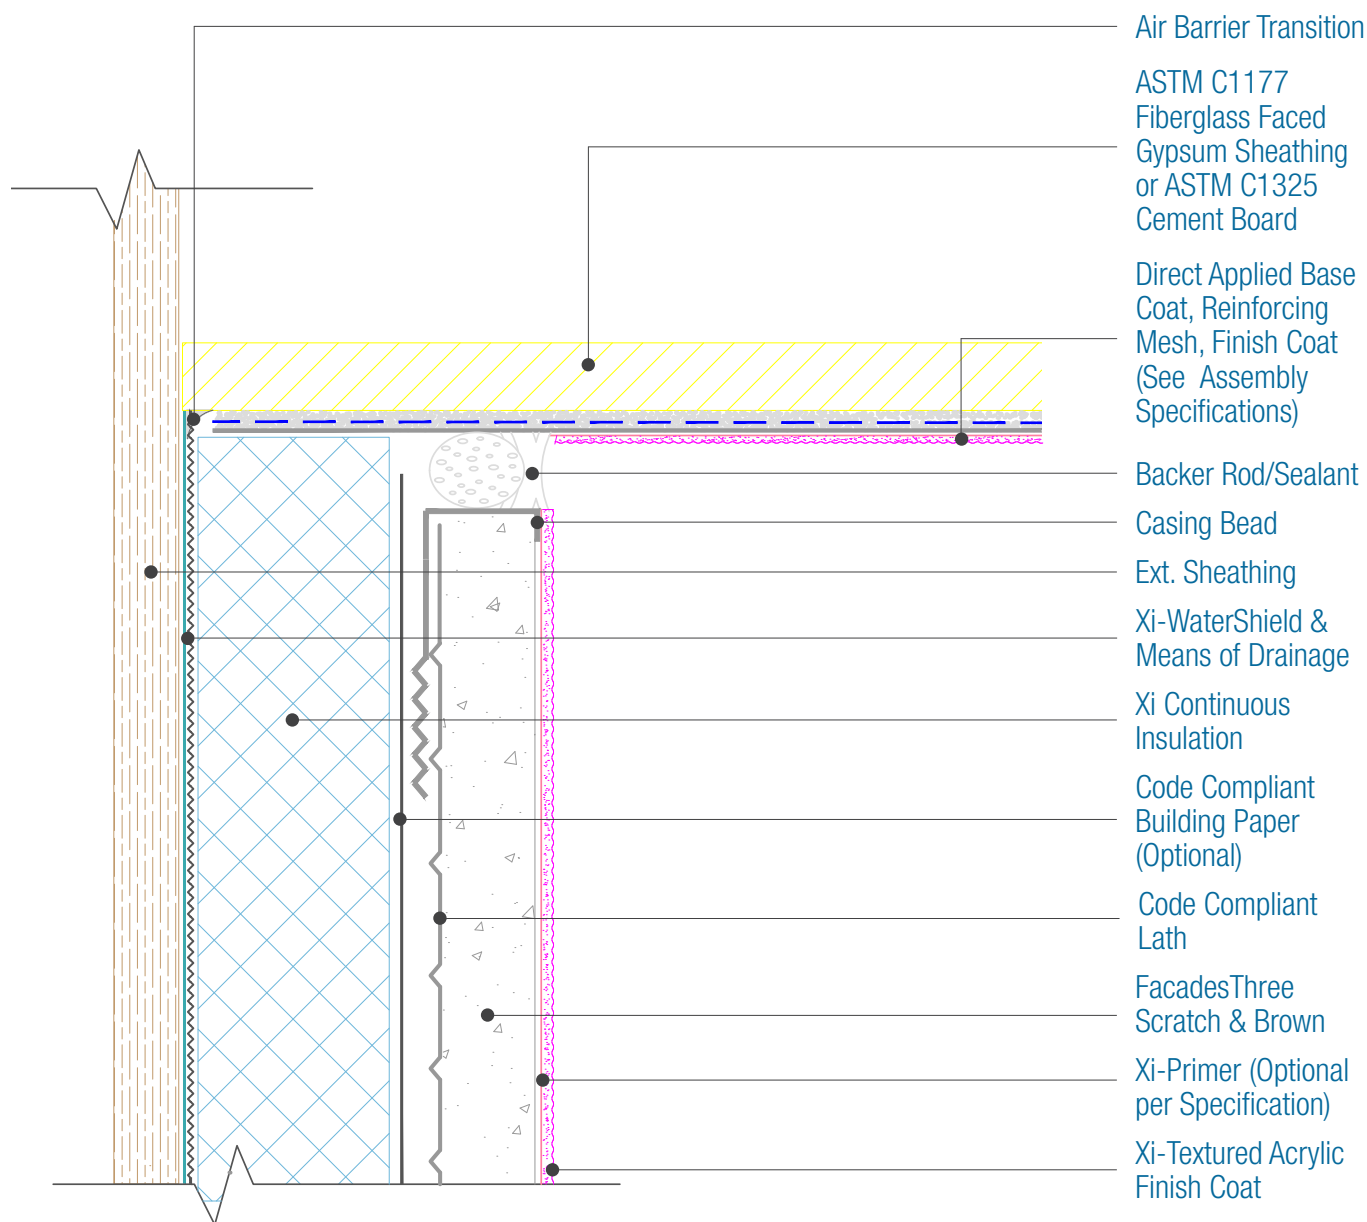 Air Barrier Transition
ASTM C1177
Fiberglass Faced
Gypsum Sheathing
or ASTM C1325
Cement Board
Direct Applied Base
Coat, Reinforcing
Mesh, Finish Coat
(See Assembly
Specifications)
Backer Rod/Sealant
Casing Bead
Ext. Sheathing
Xi-WaterShield &
Means of Drainage
Xi Continuous
Insulation
Code Compliant
Building Paper
(Optional)
Code Compliant
Lath
FacadesThree
Scratch & Brown
Xi-Primer (Optional
per Specification)
Xi-Textured Acrylic
Finish Coat